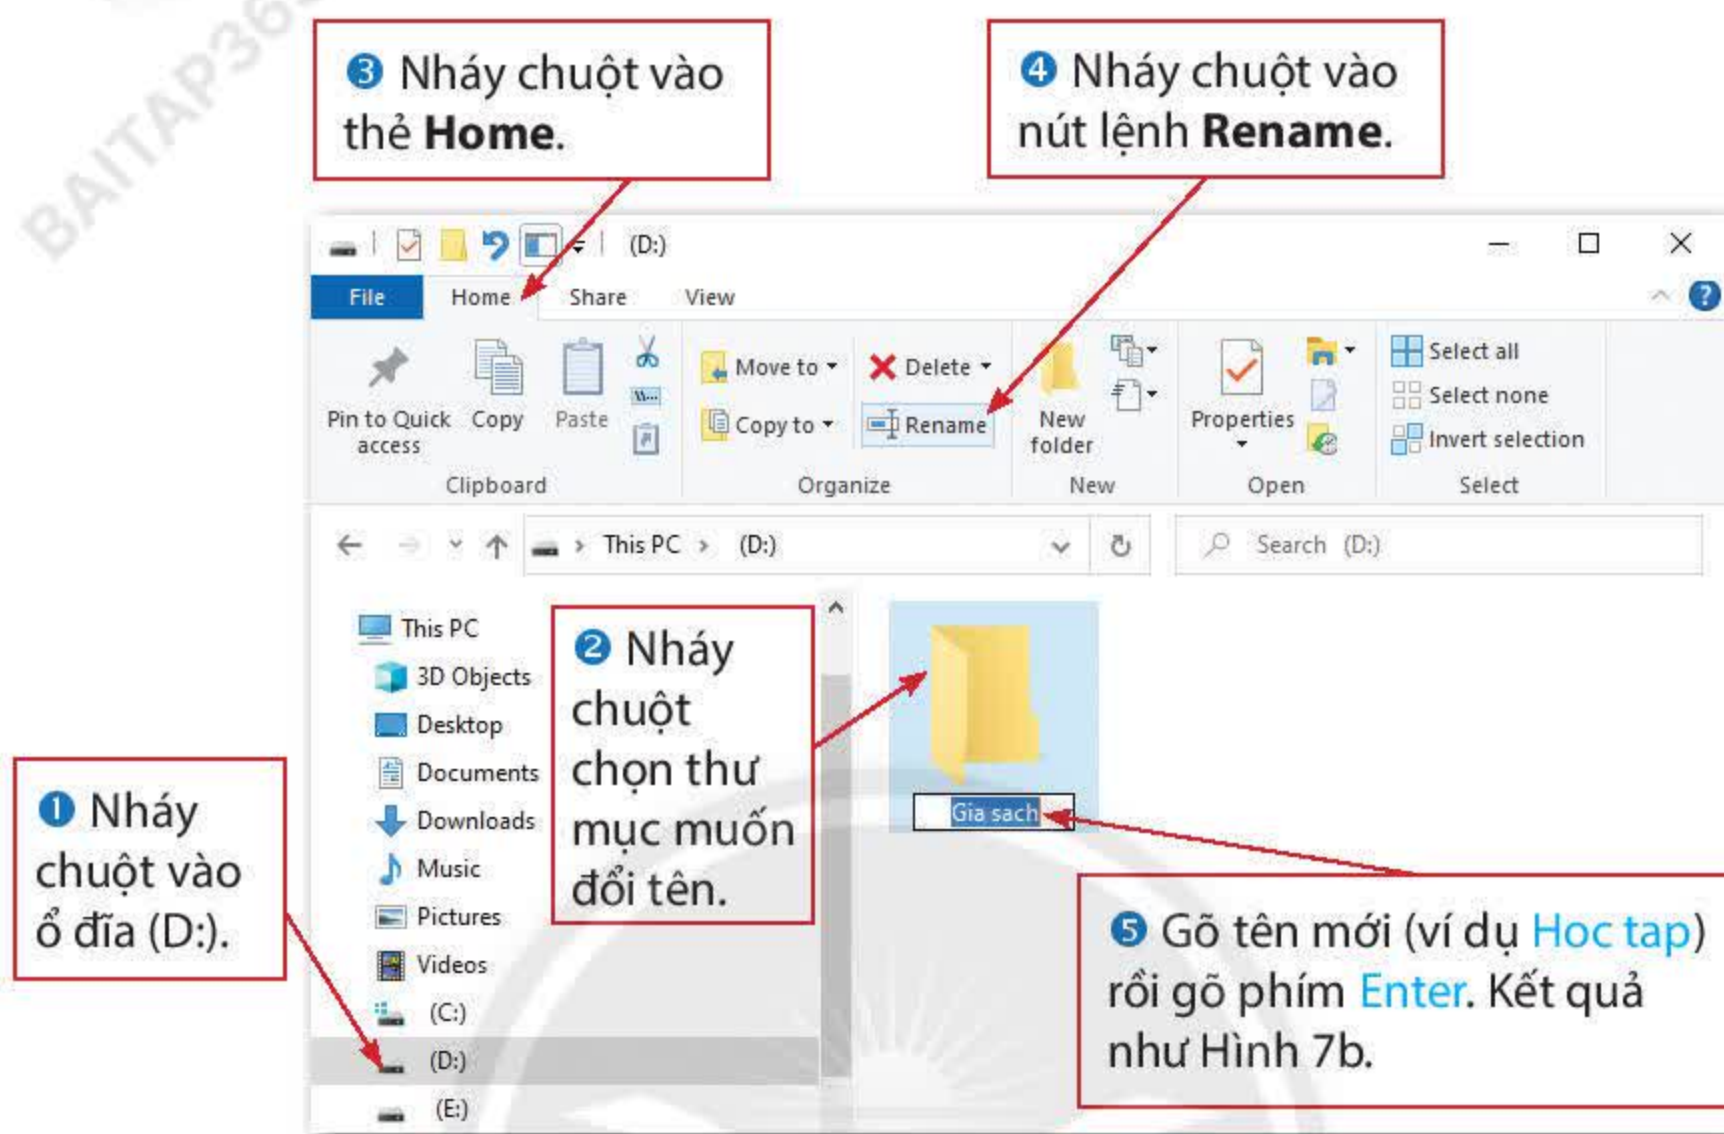 BAITAP36
❸ Nháy chuột vào
thẻ Home.
❹ Nháy chuột vào
nút lệnh Rename.
(D:)
File Home Share View
Pin to Quick
access
Copy
Paste
Move to
Copy to
Delete
Rename
New
folder
Properties
Select all
Select none
Invert selection
Clipboard Organize New Open Select
This PC > (D:)
Search (D:)
This PC
3D Objects
Desktop
Documents
Downloads
Music
Pictures
Videos
(C:)
(D:)
(E:)
❷ Nháy
chuột
chọn thư
mục muốn
đổi tên.
Gia sach
❶ Nháy
chuột vào
ổ đĩa (D:).
❺ Gõ tên mới (ví dụ Hoc tap)
rồi gõ phím Enter. Kết quả
như Hình 7b.